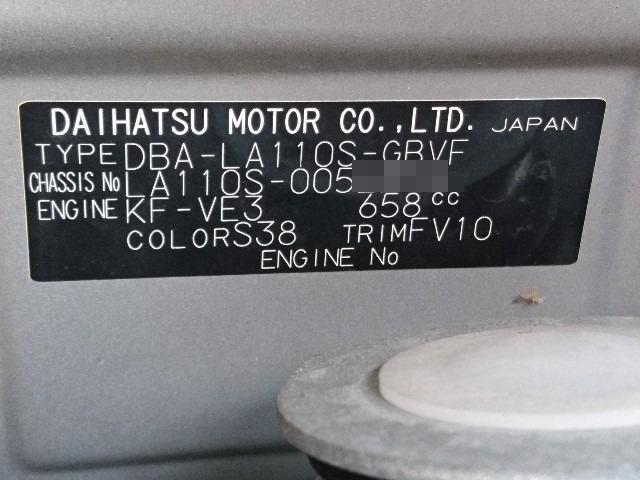 DAIHATSU MOTOR CO.,LTD. JAPAN
TYPE DBA-LA110S-GBVF
CHASSIS No LA110S-005
ENGINE KF-VE3 658 cc
COLOR S38 TRIM FV10
ENGINE No